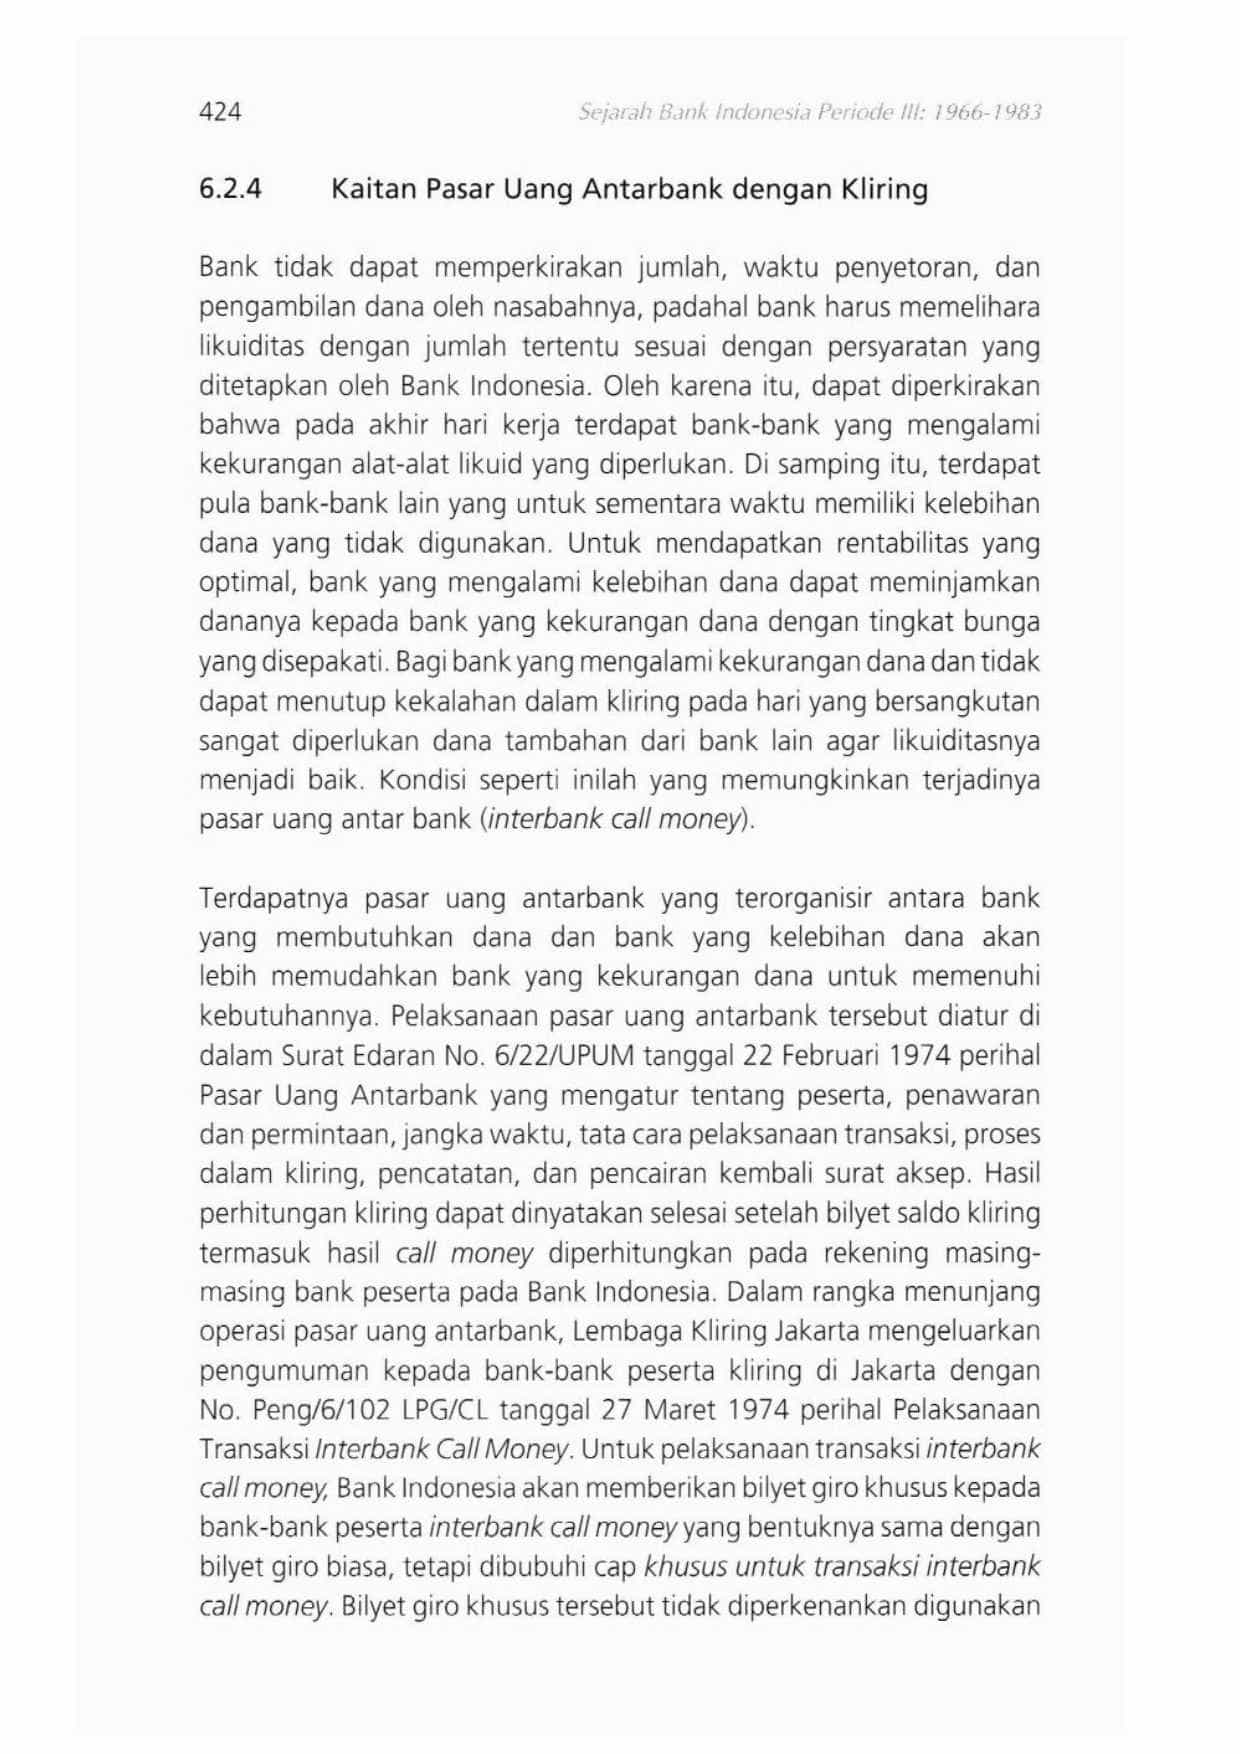 424
Sejarah Bank Indonesia Periode III: 1966-1983
6.2.4 Kaitan Pasar Uang Antarbank dengan Kliring
Bank tidak dapat memperkirakan jumlah, waktu penyetoran, dan
pengambilan dana oleh nasabahnya, padahal bank harus memelihara
likuiditas dengan jumlah tertentu sesuai dengan persyaratan yang
ditetapkan oleh Bank Indonesia. Oleh karena itu, dapat diperkirakan
bahwa pada akhir hari kerja terdapat bank-bank yang mengalami
kekurangan alat-alat likuid yang diperlukan. Di samping itu, terdapat
pula bank-bank lain yang untuk sementara waktu memiliki kelebihan
dana yang tidak digunakan. Untuk mendapatkan rentabilitas yang
optimal, bank yang mengalami kelebihan dana dapat meminjamkan
dananya kepada bank yang kekurangan dana dengan tingkat bunga
yang disepakati. Bagi bank yang mengalami kekurangan dana dan tidak
dapat menutup kekalahan dalam kliring pada hari yang bersangkutan
sangat diperlukan dana tambahan dari bank lain agar likuiditasnya
menjadi baik. Kondisi seperti inilah yang memungkinkan terjadinya
pasar uang antar bank (interbank call money).
Terdapatnya pasar uang antarbank yang terorganisir antara bank
yang membutuhkan dana dan bank yang kelebihan dana akan
lebih memudahkan bank yang kekurangan dana untuk memenuhi
kebutuhannya. Pelaksanaan pasar uang antarbank tersebut diatur di
dalam Surat Edaran No. 6/22/UPUM tanggal 22 Februari 1974 perihal
Pasar Uang Antarbank yang mengatur tentang peserta, penawaran
dan permintaan, jangka waktu, tata cara pelaksanaan transaksi, proses
dalam kliring, pencatatan, dan pencairan kembali surat aksep. Hasil
perhitungan kliring dapat dinyatakan selesai setelah bilyet saldo kliring
termasuk hasil call money diperhitungkan pada rekening masing-
masing bank peserta pada Bank Indonesia. Dalam rangka menunjang
operasi pasar uang antarbank, Lembaga Kliring Jakarta mengeluarkan
pengumuman kepada bank-bank peserta kliring di Jakarta dengan
No. Peng/6/102 LPG/CL tanggal 27 Maret 1974 perihal Pelaksanaan
Transaksi Interbank Call Money. Untuk pelaksanaan transaksi interbank
call money, Bank Indonesia akan memberikan bilyet giro khusus kepada
bank-bank peserta interbank call money yang bentuknya sama dengan
bilyet giro biasa, tetapi dibubuhi cap khusus untuk transaksi interbank
call money. Bilyet giro khusus tersebut tidak diperkenankan digunakan